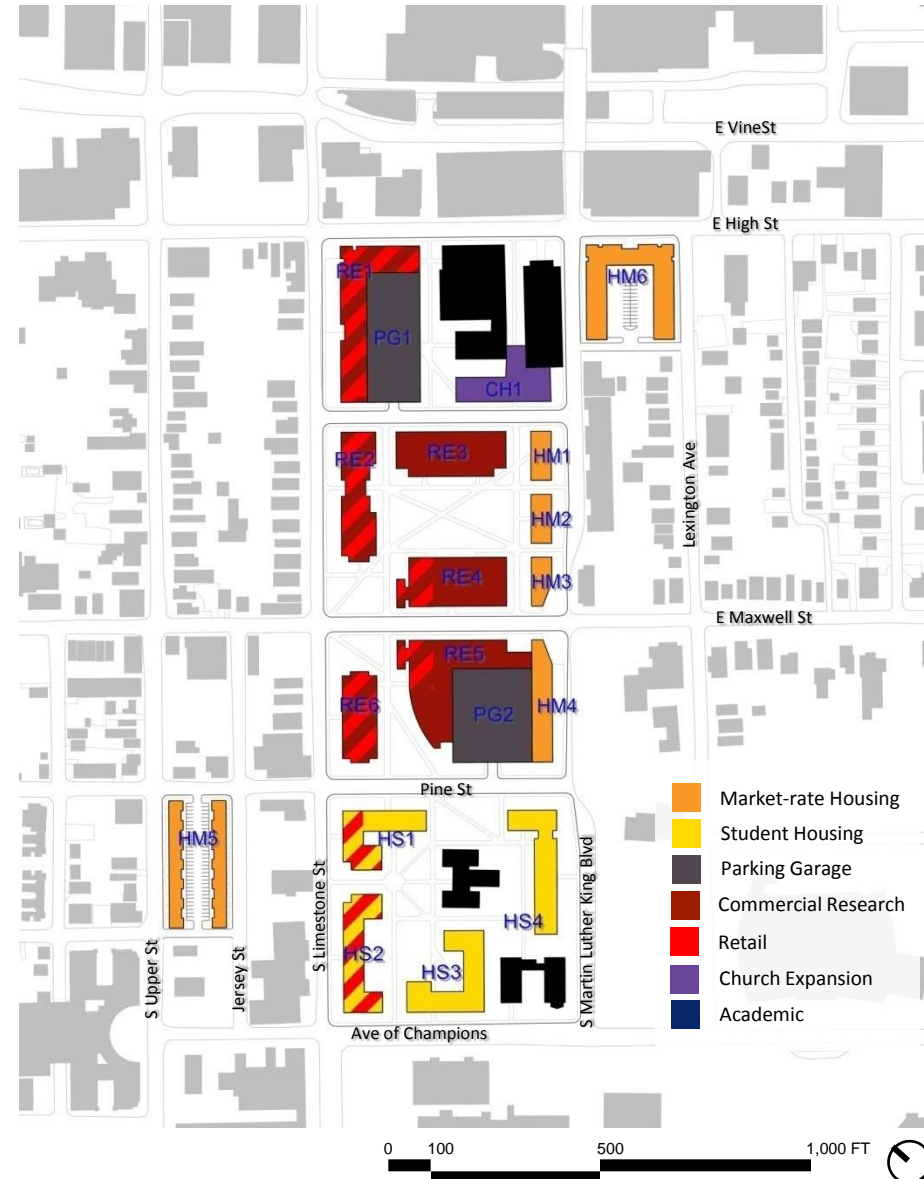 E VineSt
E High St
RE1
HM6
PG1
CH1
RE2
RE3
HM1
HM2
Lexington Ave
RE4
HM3
E Maxwell St
RE5
RE6
PG2
HM4
Pine St
Market-rate Housing
Student Housing
HM5
HS1
Parking Garage
Commercial Research
S Limestone St
S Martin Luther King Blvd
HS4
Retail
HS2
HS3
Church Expansion
S Upper St
Jersey St
Academic
Ave of Champions
0 100 500 1,000 FT